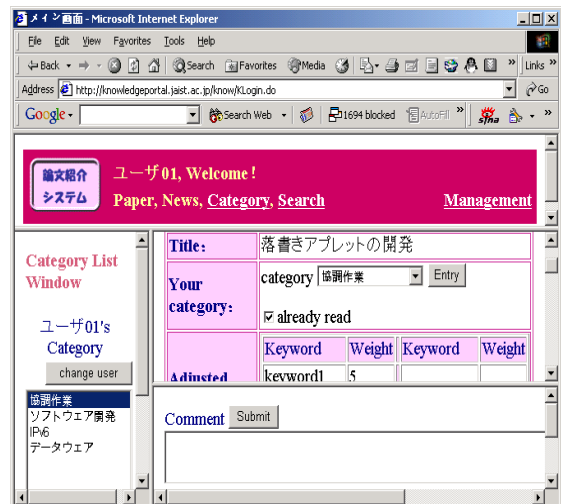 メイン画面 - Microsoft Internet Explorer
File Edit View Favorites Tools Help
Back Search Favorites Media Links »
Address http://knowledgeportal.jaist.ac.jp/know/KLogin.do Go
Google Search Web 1694 blocked AutoFill » sina »
論文紹介
システム
ユーザ01, Welcome !
Paper, News, Category, Search Management
Category List
Window
ユーザ01's
Category
change user
協調作業
ソフトウェア開発
IPv6
データウェア
Title: 落書きアプレットの開発
Your
category: category 協調作業 Entry
already read
Adjusted Keyword Weight Keyword Weight
keyword1 5
Comment Submit